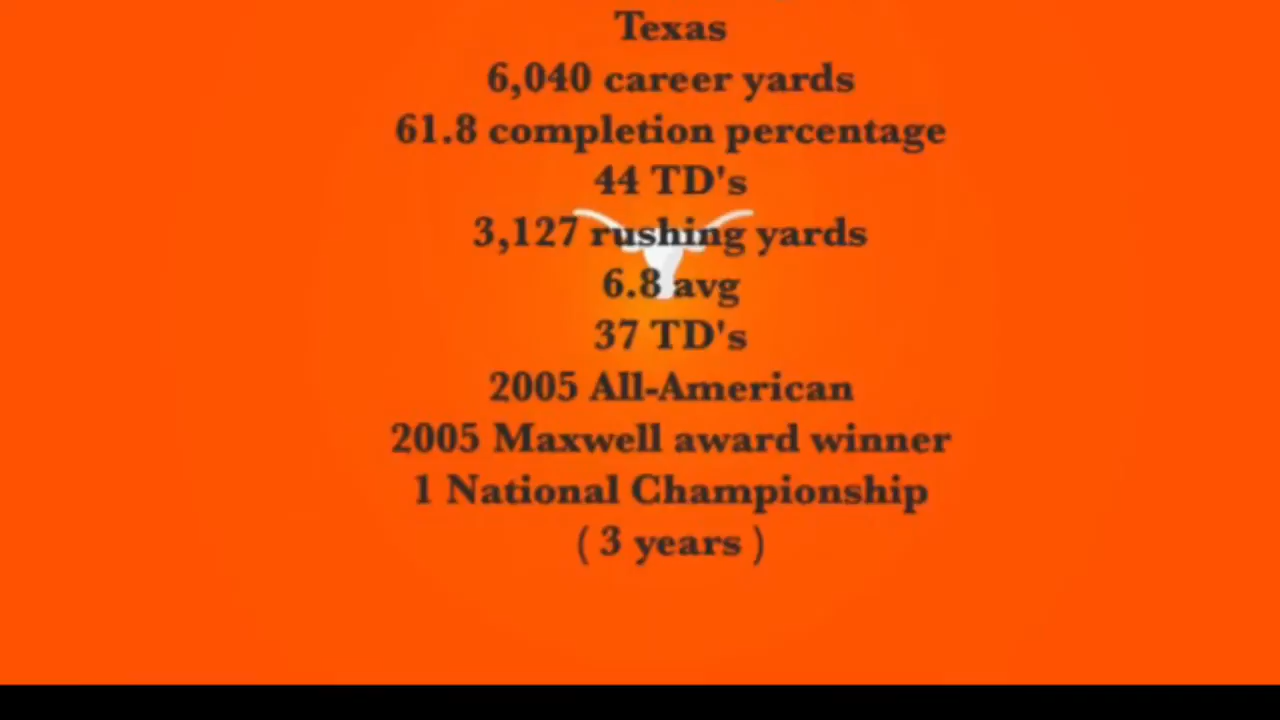 Texas
6,040 career yards
61.8 completion percentage
44 TD's
3,127 rushing yards
6.8 avg
37 TD's
2005 All-American
2005 Maxwell award winner
1 National Championship
( 3 years )